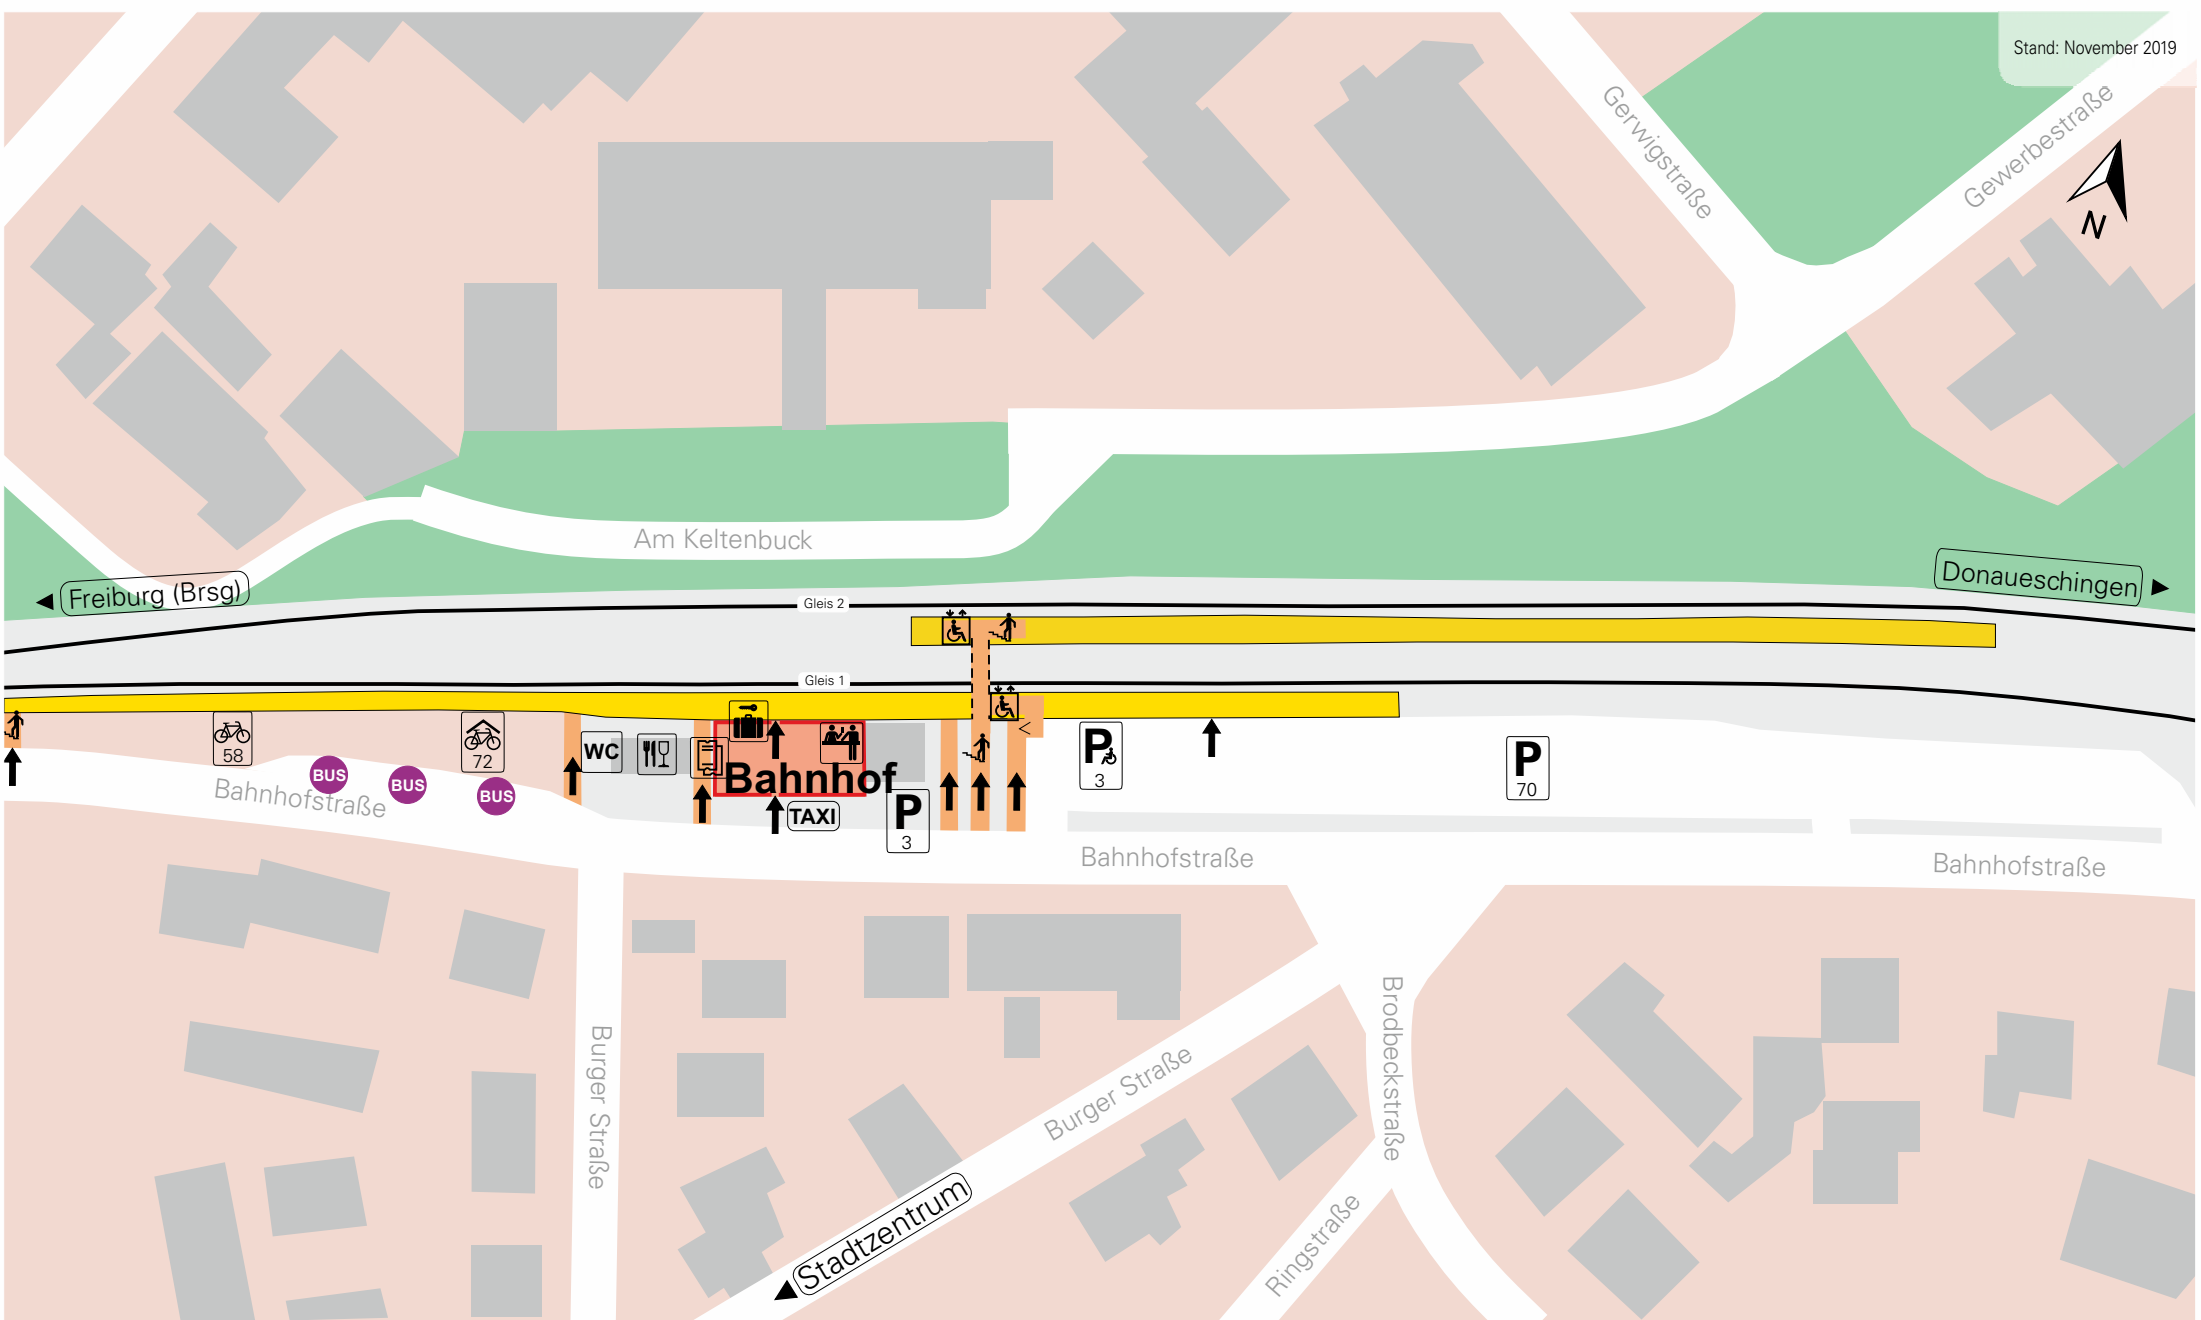 Stand: November 2019
Gerwigstraße
Gewerbestraße
N
Am Keltenbuck
Freiburg (Brsg)
Donaueschingen
Gleis 2
Gleis 1
58
72
WC
Bahnhof
BUS
BUS
BUS
TAXI
P
3
P
3
P
70
Bahnhofstraße
Bahnhofstraße
Bahnhofstraße
Burger Straße
Burger Straße
Brodbeckstraße
Ringstraße
Stadtzentrum